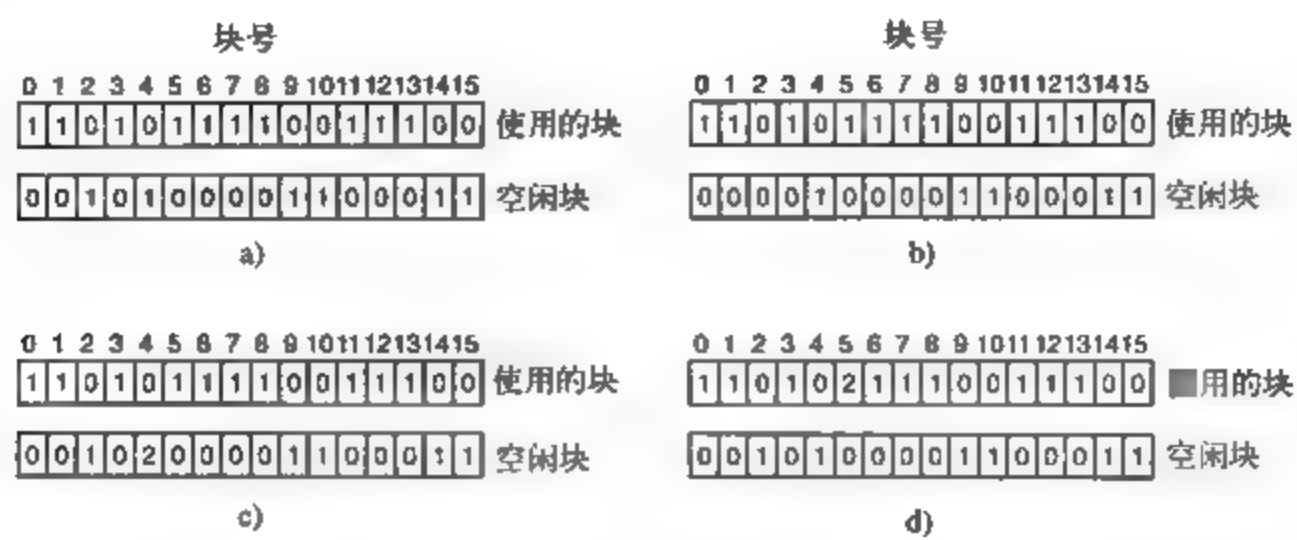 块号
0 1 2 3 4 5 6 7 8 9 10 11 12 13 14 15
1 1 0 1 0 1 1 1 1 0 0 1 1 1 0 0 使用的块
0 0 1 0 1 0 0 0 0 1 1 0 0 0 1 1 空闲块
a)
块号
0 1 2 3 4 5 6 7 8 9 10 11 12 13 14 15
1 1 0 1 0 1 1 1 1 0 0 1 1 1 0 0 使用的块
0 0 0 0 1 0 0 0 0 1 1 0 0 0 1 1 空闲块
b)
0 1 2 3 4 5 6 7 8 9 10 11 12 13 14 15
1 1 0 1 0 1 1 1 1 0 0 1 1 1 0 0 使用的块
0 0 1 0 2 0 0 0 0 1 1 0 0 0 1 1 空闲块
c)
0 1 2 3 4 5 6 7 8 9 10 11 12 13 14 15
1 1 0 1 0 2 1 1 1 0 0 1 1 1 0 0 用的块
0 0 1 0 1 0 0 0 0 1 1 0 0 0 1 1 空闲块
d)